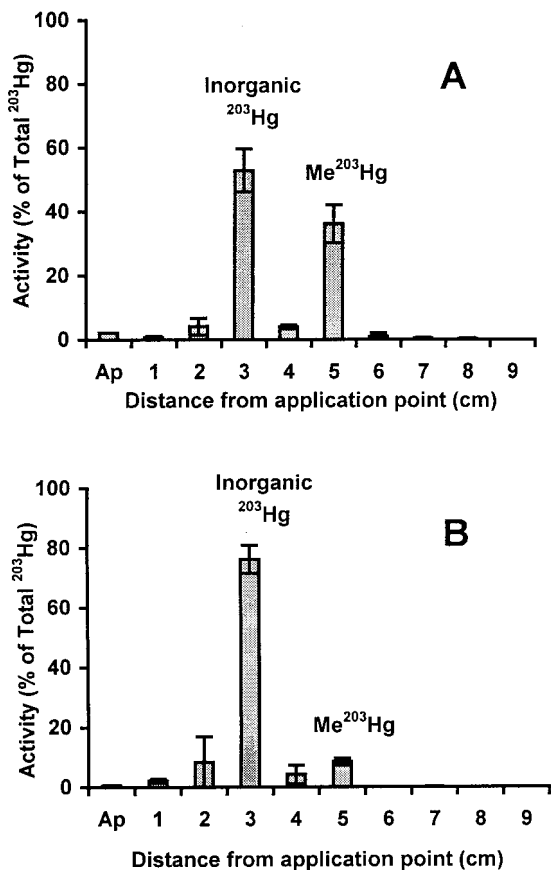 100
80
60
40
20
0
Activity (% of Total ²⁰³Hg)
A
Inorganic
²⁰³Hg
Me²⁰³Hg
Ap 1 2 3 4 5 6 7 8 9
Distance from application point (cm)
100
80
60
40
20
0
Activity (% of Total ²⁰³Hg)
B
Inorganic
²⁰³Hg
Me²⁰³Hg
Ap 1 2 3 4 5 6 7 8 9
Distance from application point (cm)